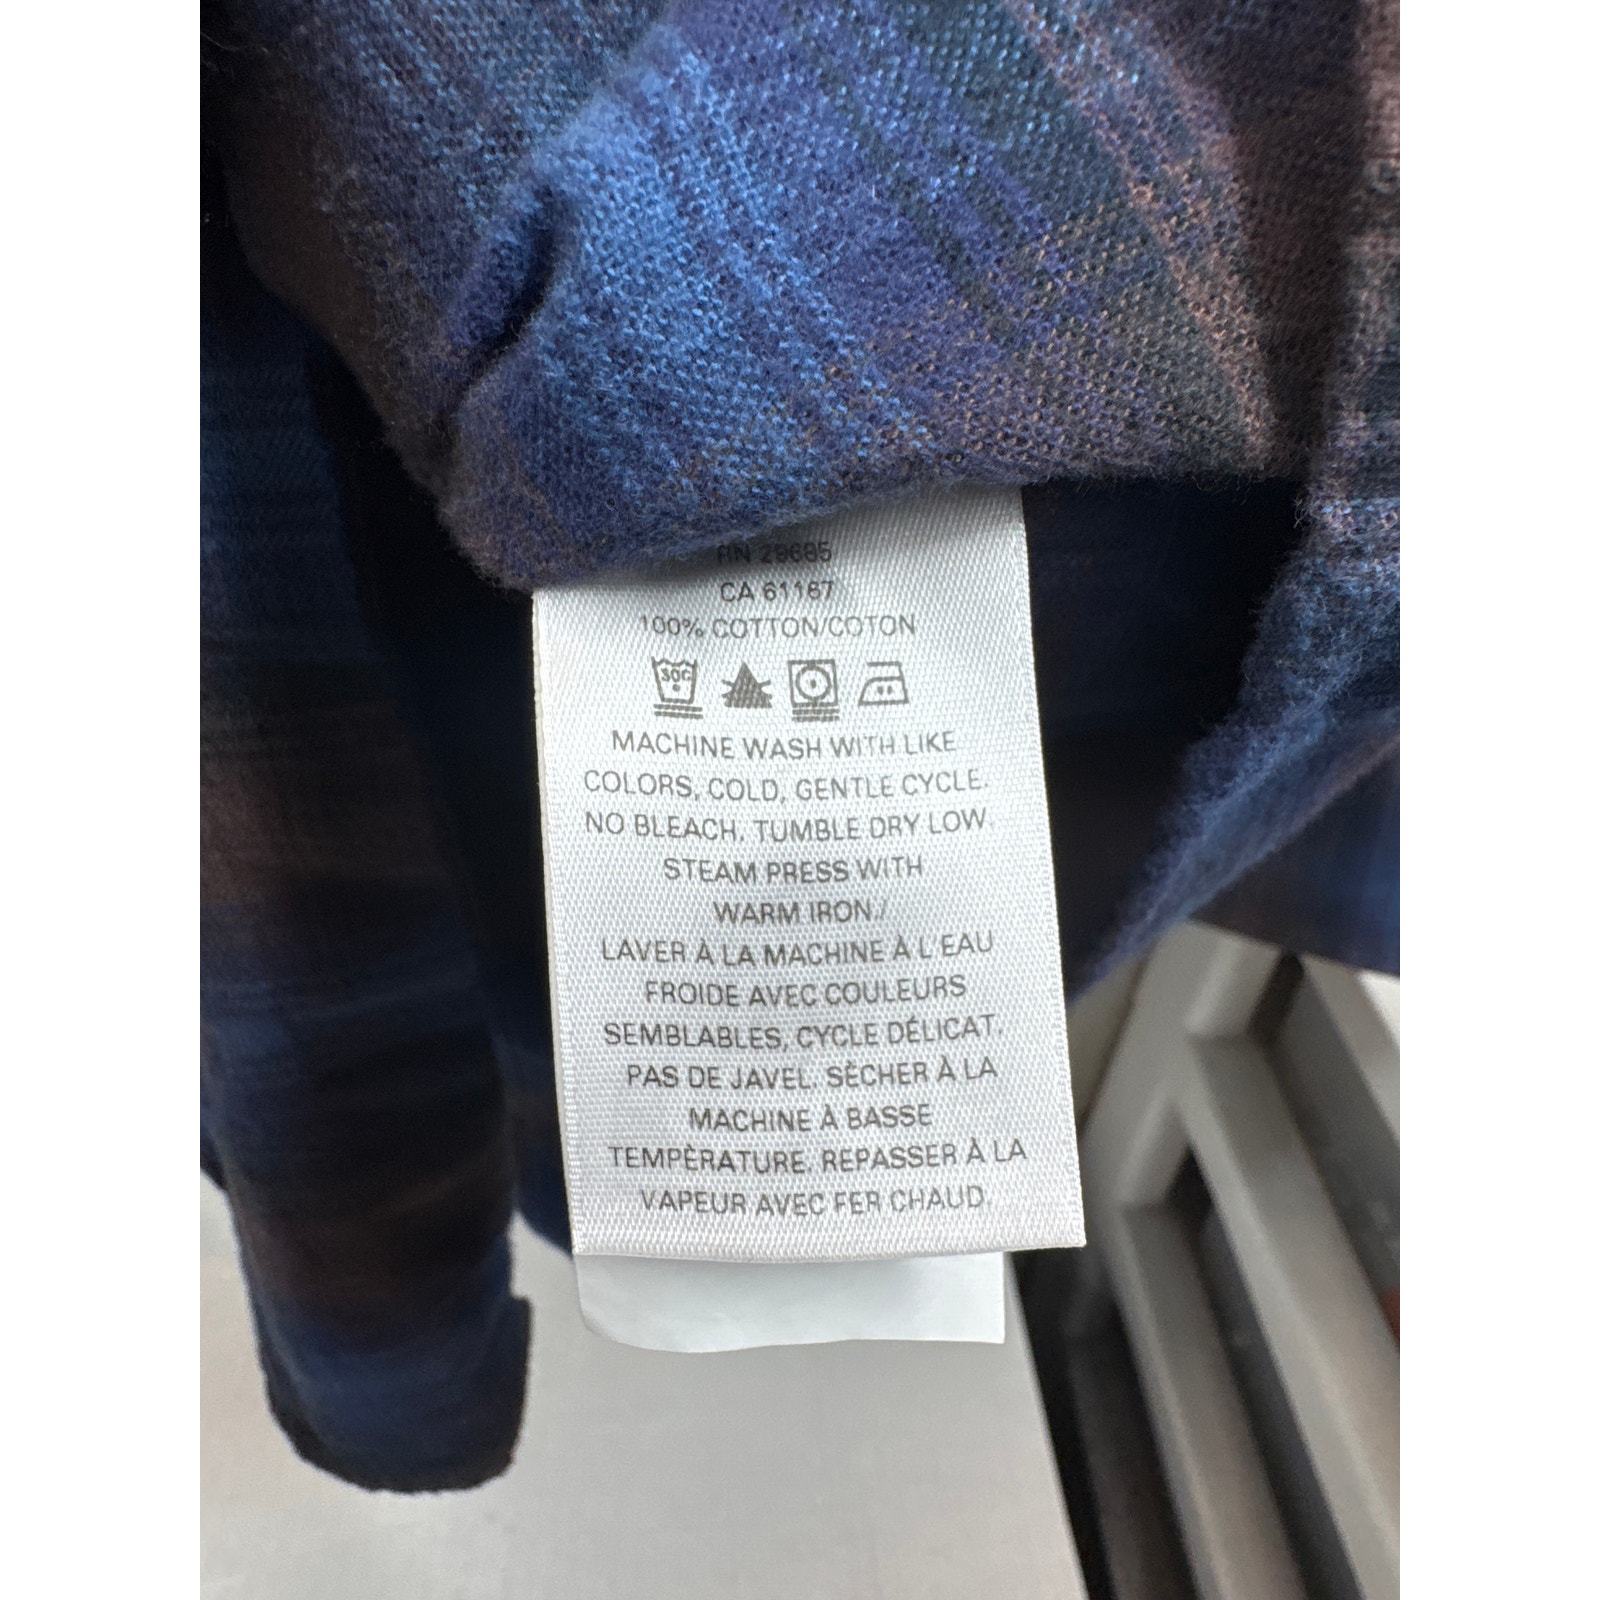 RN 29685
CA 61167
100% COTTON/COTON
30C
MACHINE WASH WITH LIKE
COLORS, COLD, GENTLE CYCLE.
NO BLEACH. TUMBLE DRY LOW
STEAM PRESS WITH
WARM IRON./
LAVER À LA MACHINE À L'EAU
FROIDE AVEC COULEURS
SEMBLABLES, CYCLE DÉLICAT.
PAS DE JAVEL. SÈCHER À LA
MACHINE À BASSE
TEMPÈRATURE. REPASSER À LA
VAPEUR AVEC FER CHAUD